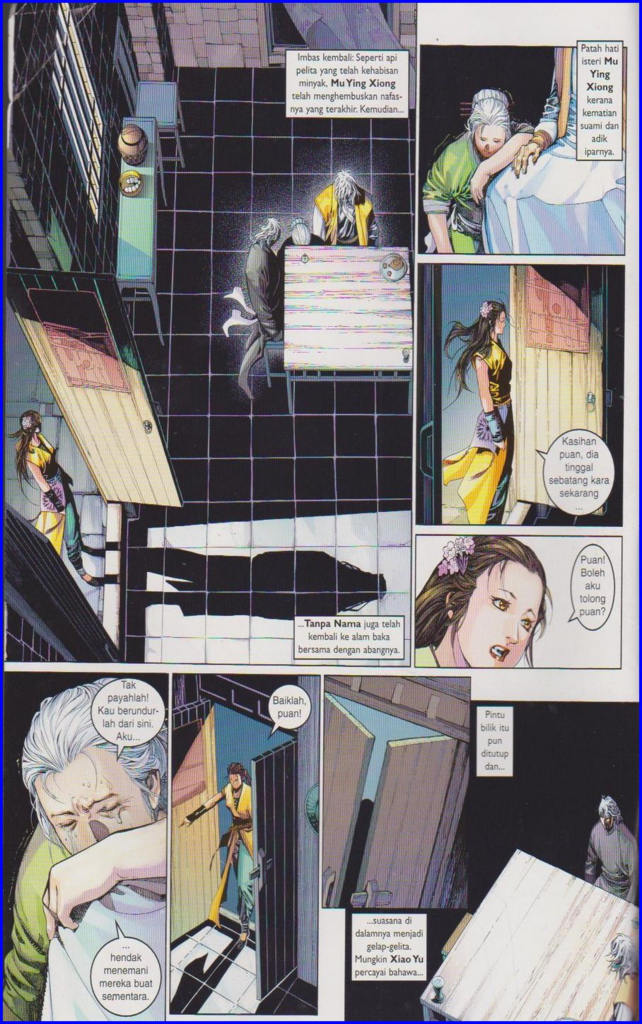 Imbas kembali: Seperti api
pelita yang telah kehabisan
minyak, Mu Ying Xiong
telah menghembuskan nafas-
nya yang terakhir. Kemudian...
Patah hati
isteri Mu
Ying
Xiong
kerana
kematian
suami dan
adik
iparnya.
Kasihan
puan, dia
tinggal
sebatang kara
sekarang
...
Puan!
Boleh
aku
tolong
puan?
...Tanpa Nama juga telah
kembali ke alam baka
bersama dengan abangnya.
Tak
payahlah!
Kau berundur-
lah dari sini.
Aku...
...
hendak
menemani
mereka buat
sementara.
Baiklah,
puan!
Pintu
bilik itu
pun
ditutup
dan...
...suasana di
dalamnya menjadi
gelap-gelita.
Mungkin Xiao Yu
percayai bahawa...